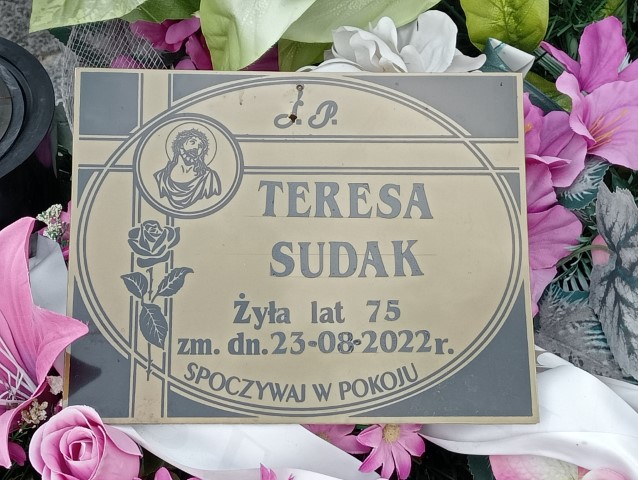 Ś. P.
TERESA
SUDAK
Żyła lat 75
zm. dn. 23-08-2022r.
SPOCZYWAJ W POKOJU